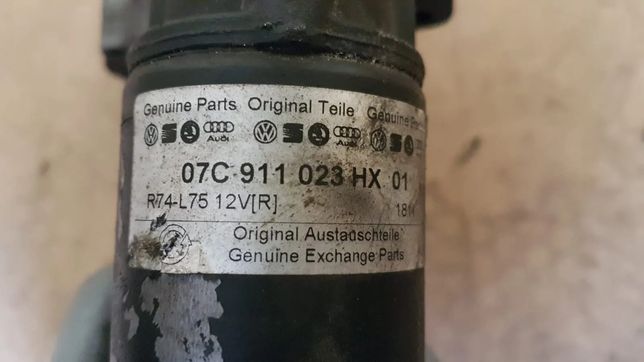 Genuine Parts Original Teile Genuine
Audi Audi
07C 911 023 HX 01
R74-L75 12V[R]
Original Austauschteile
Genuine Exchange Parts